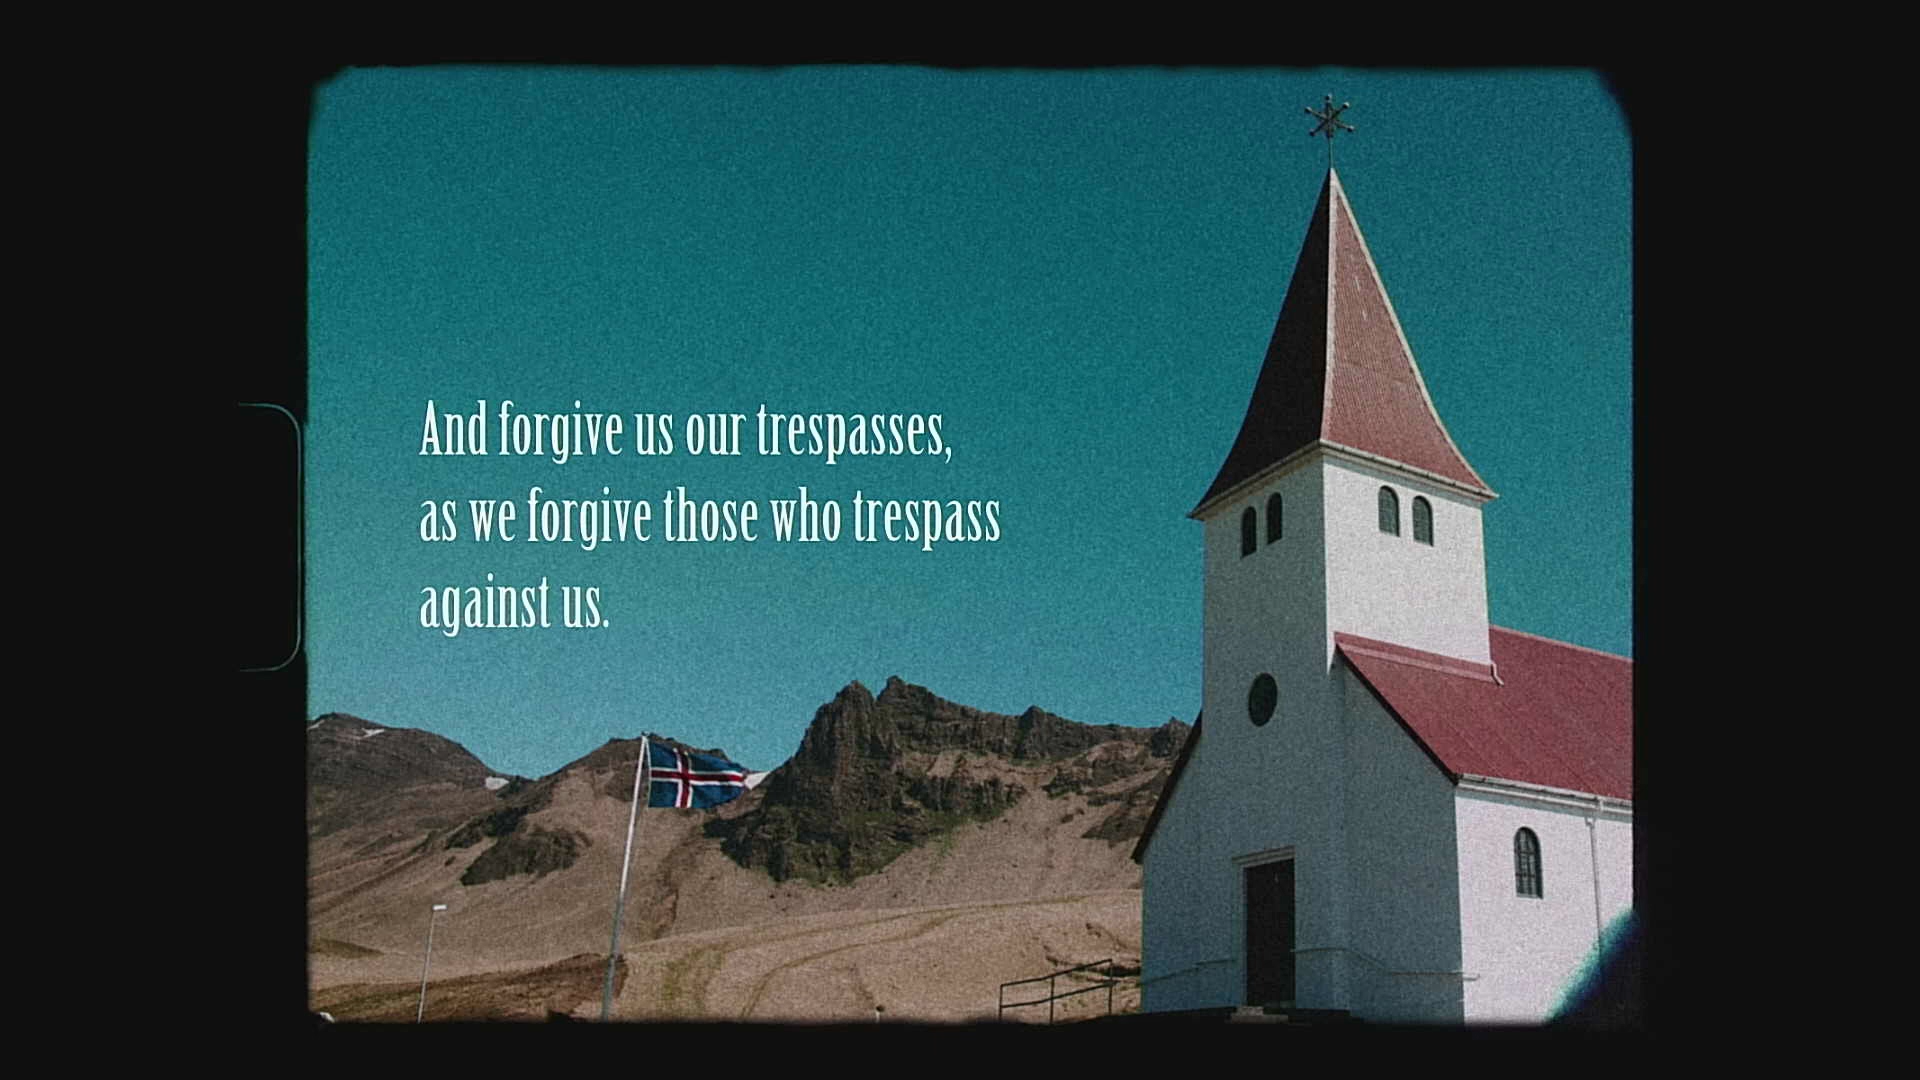 And forgive us our trespasses,
as we forgive those who trespass
against us.